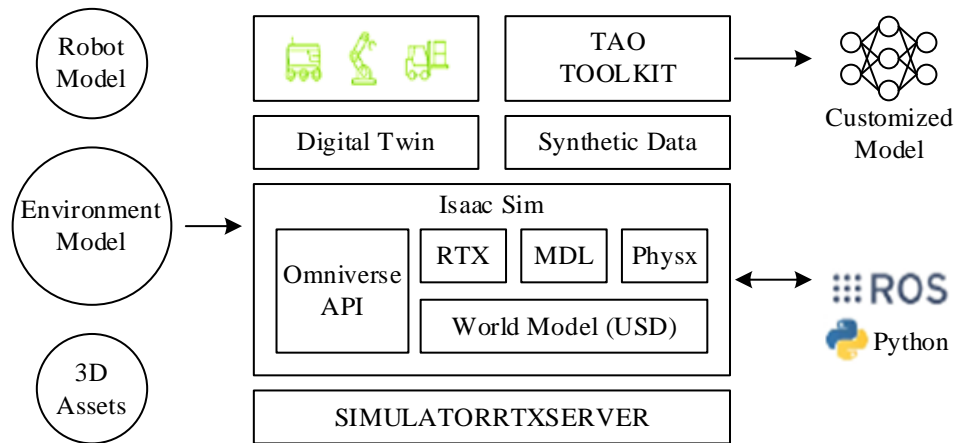 Robot
Model
Environment
Model
3D
Assets
TAO
TOOLKIT
Digital Twin
Synthetic Data
Isaac Sim
Omniverse
API
RTX
MDL
Physx
World Model (USD)
SIMULATORRTXSERVER
Customized
Model
ROS
Python